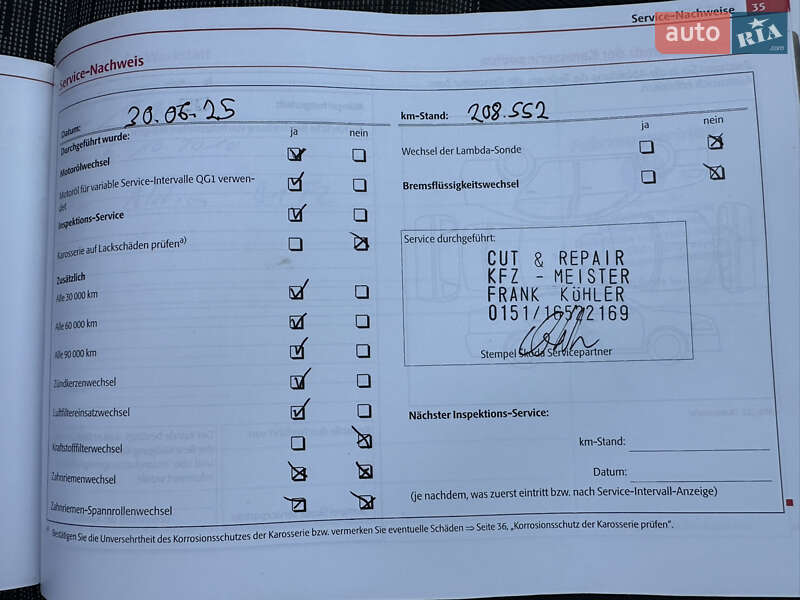 Service-Nachweise 35
auto RIA .com
Service-Nachweis
Datum: 30.06.25
Durchgeführt wurde: ja nein
Motorölwechsel
Motoröl für variable Service-Intervalle QG1 verwen-
det
Inspektions-Service
Karosserie auf Lackschäden prüfen a)
Zusätzlich
Alle 30 000 km
Alle 60 000 km
Alle 90 000 km
Zündkerzenwechsel
Luftfiltereinsatzwechsel
Kraftstofffilterwechsel
Zahnriemenwechsel
Zahnriemen-Spannrollenwechsel
km-Stand: 208.552
ja nein
Wechsel der Lambda-Sonde
Bremsflüssigkeitswechsel
Service durchgeführt:
CUT & REPAIR
KFZ - MEISTER
FRANK KÖHLER
0151/16522169
Stempel Škoda Servicepartner
Nächster Inspektions-Service:
km-Stand:
Datum:
(je nachdem, was zuerst eintritt bzw. nach Service-Intervall-Anzeige)
a) Bestätigen Sie die Unversehrtheit des Korrosionsschutzes der Karosserie bzw. vermerken Sie eventuelle Schäden ⇒ Seite 36, „Korrosionsschutz der Karosserie prüfen“.